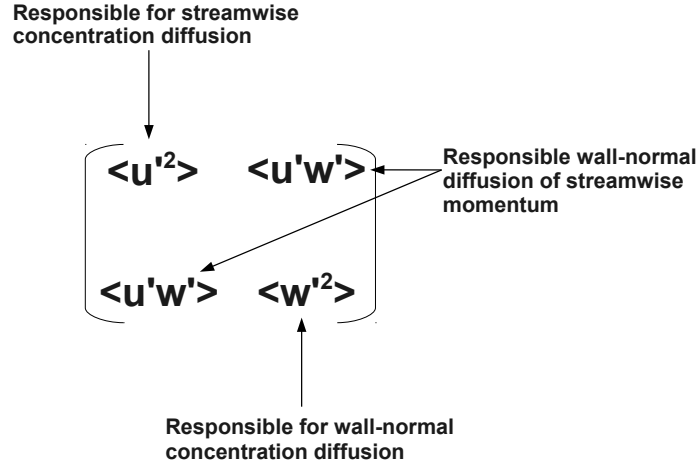 Responsible for streamwise
concentration diffusion
<u'²> <u'w'>
Responsible wall-normal
diffusion of streamwise
momentum
<u'w'> <w'²>
Responsible for wall-normal
concentration diffusion